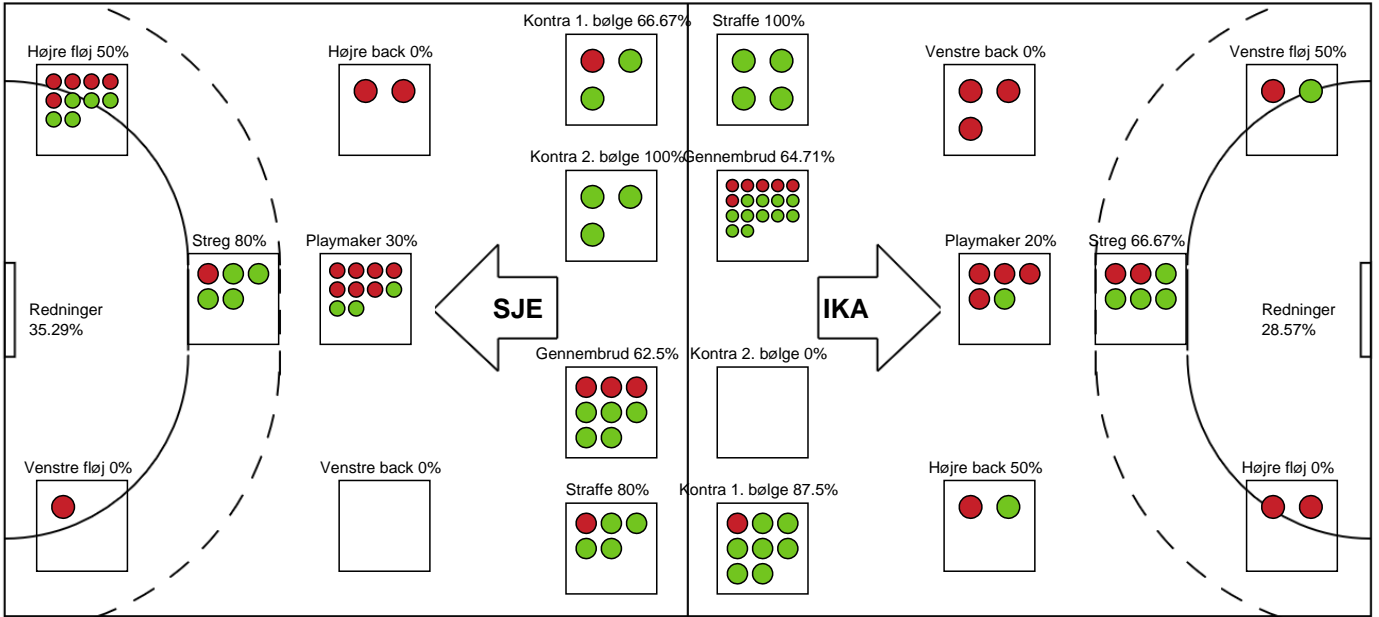 Kontra 1. bølge 66.67%
Straffe 100%
Højre fløj 50%
Højre back 0%
Venstre back 0%
Venstre fløj 50%
Kontra 2. bølge 100%
Gennembrud 64.71%
Streg 80%
Playmaker 30%
Playmaker 20%
Streg 66.67%
Redninger
35.29%
SJE
IKA
Redninger
28.57%
Gennembrud 62.5%
Kontra 2. bølge 0%
Venstre fløj 0%
Venstre back 0%
Højre back 50%
Højre fløj 0%
Straffe 80%
Kontra 1. bølge 87.5%